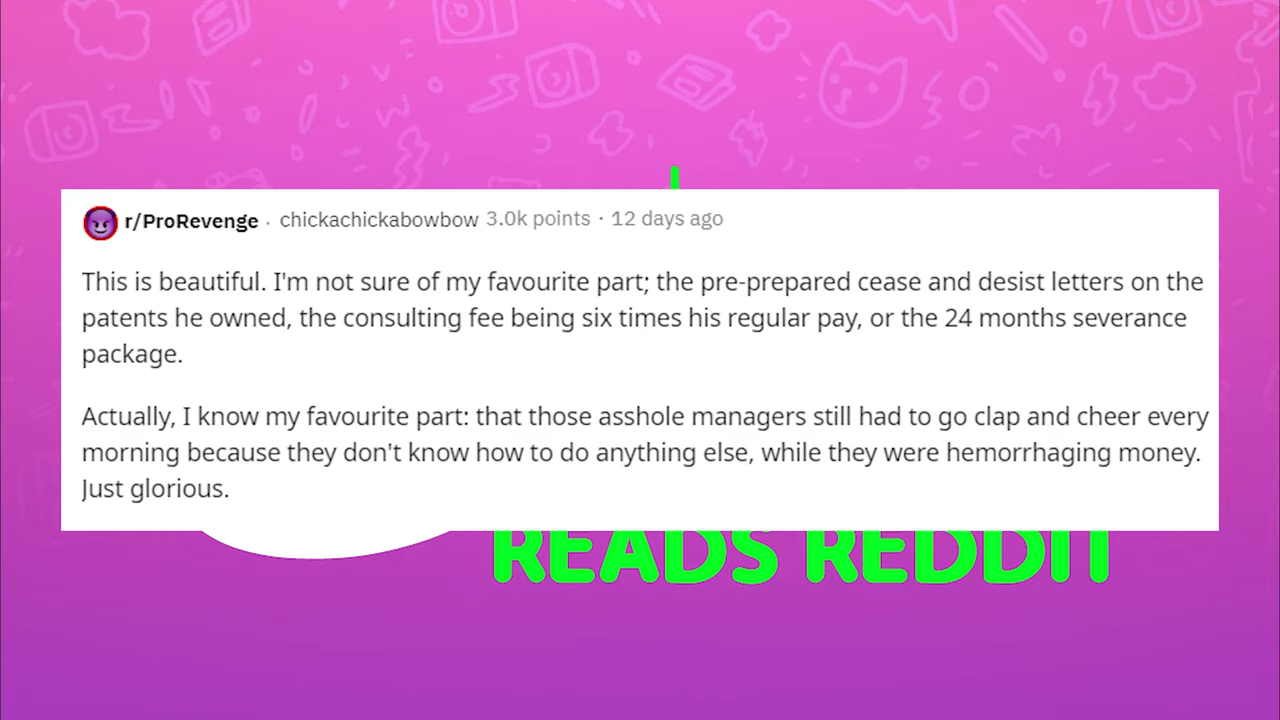 r/ProRevenge · chickachickabowbow 3.0k points · 12 days ago
This is beautiful. I'm not sure of my favourite part; the pre-prepared cease and desist letters on the
patents he owned, the consulting fee being six times his regular pay, or the 24 months severance
package.
Actually, I know my favourite part: that those asshole managers still had to go clap and cheer every
morning because they don't know how to do anything else, while they were hemorrhaging money.
Just glorious.
READS REDDIT